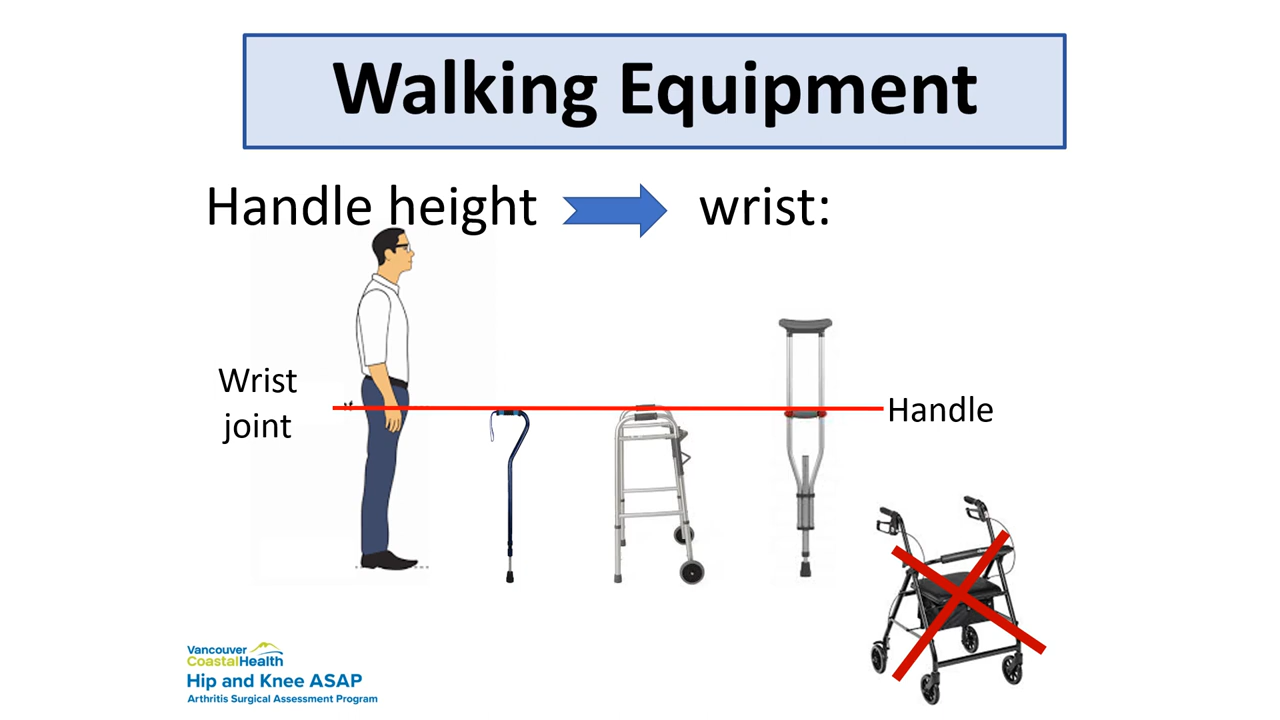 Walking Equipment
Handle height
wrist:
Wrist
joint
Handle
Vancouver
CoastalHealth
Hip and Knee ASAP
Arthritis Surgical Assessment Program